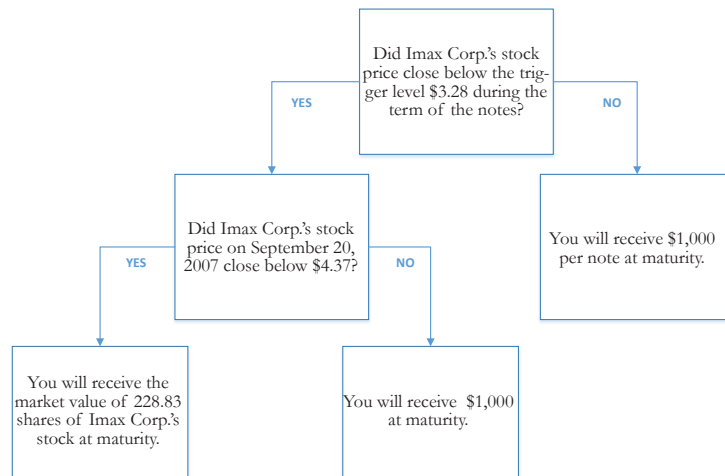 Did Imax Corp.'s stock
price close below the trig-
ger level $3.28 during the
term of the notes?
YES
NO
Did Imax Corp.'s stock
price on September 20,
2007 close below $4.37?
You will receive $1,000
per note at maturity.
YES
NO
You will receive the
market value of 228.83
shares of Imax Corp.'s
stock at maturity.
You will receive $1,000
at maturity.